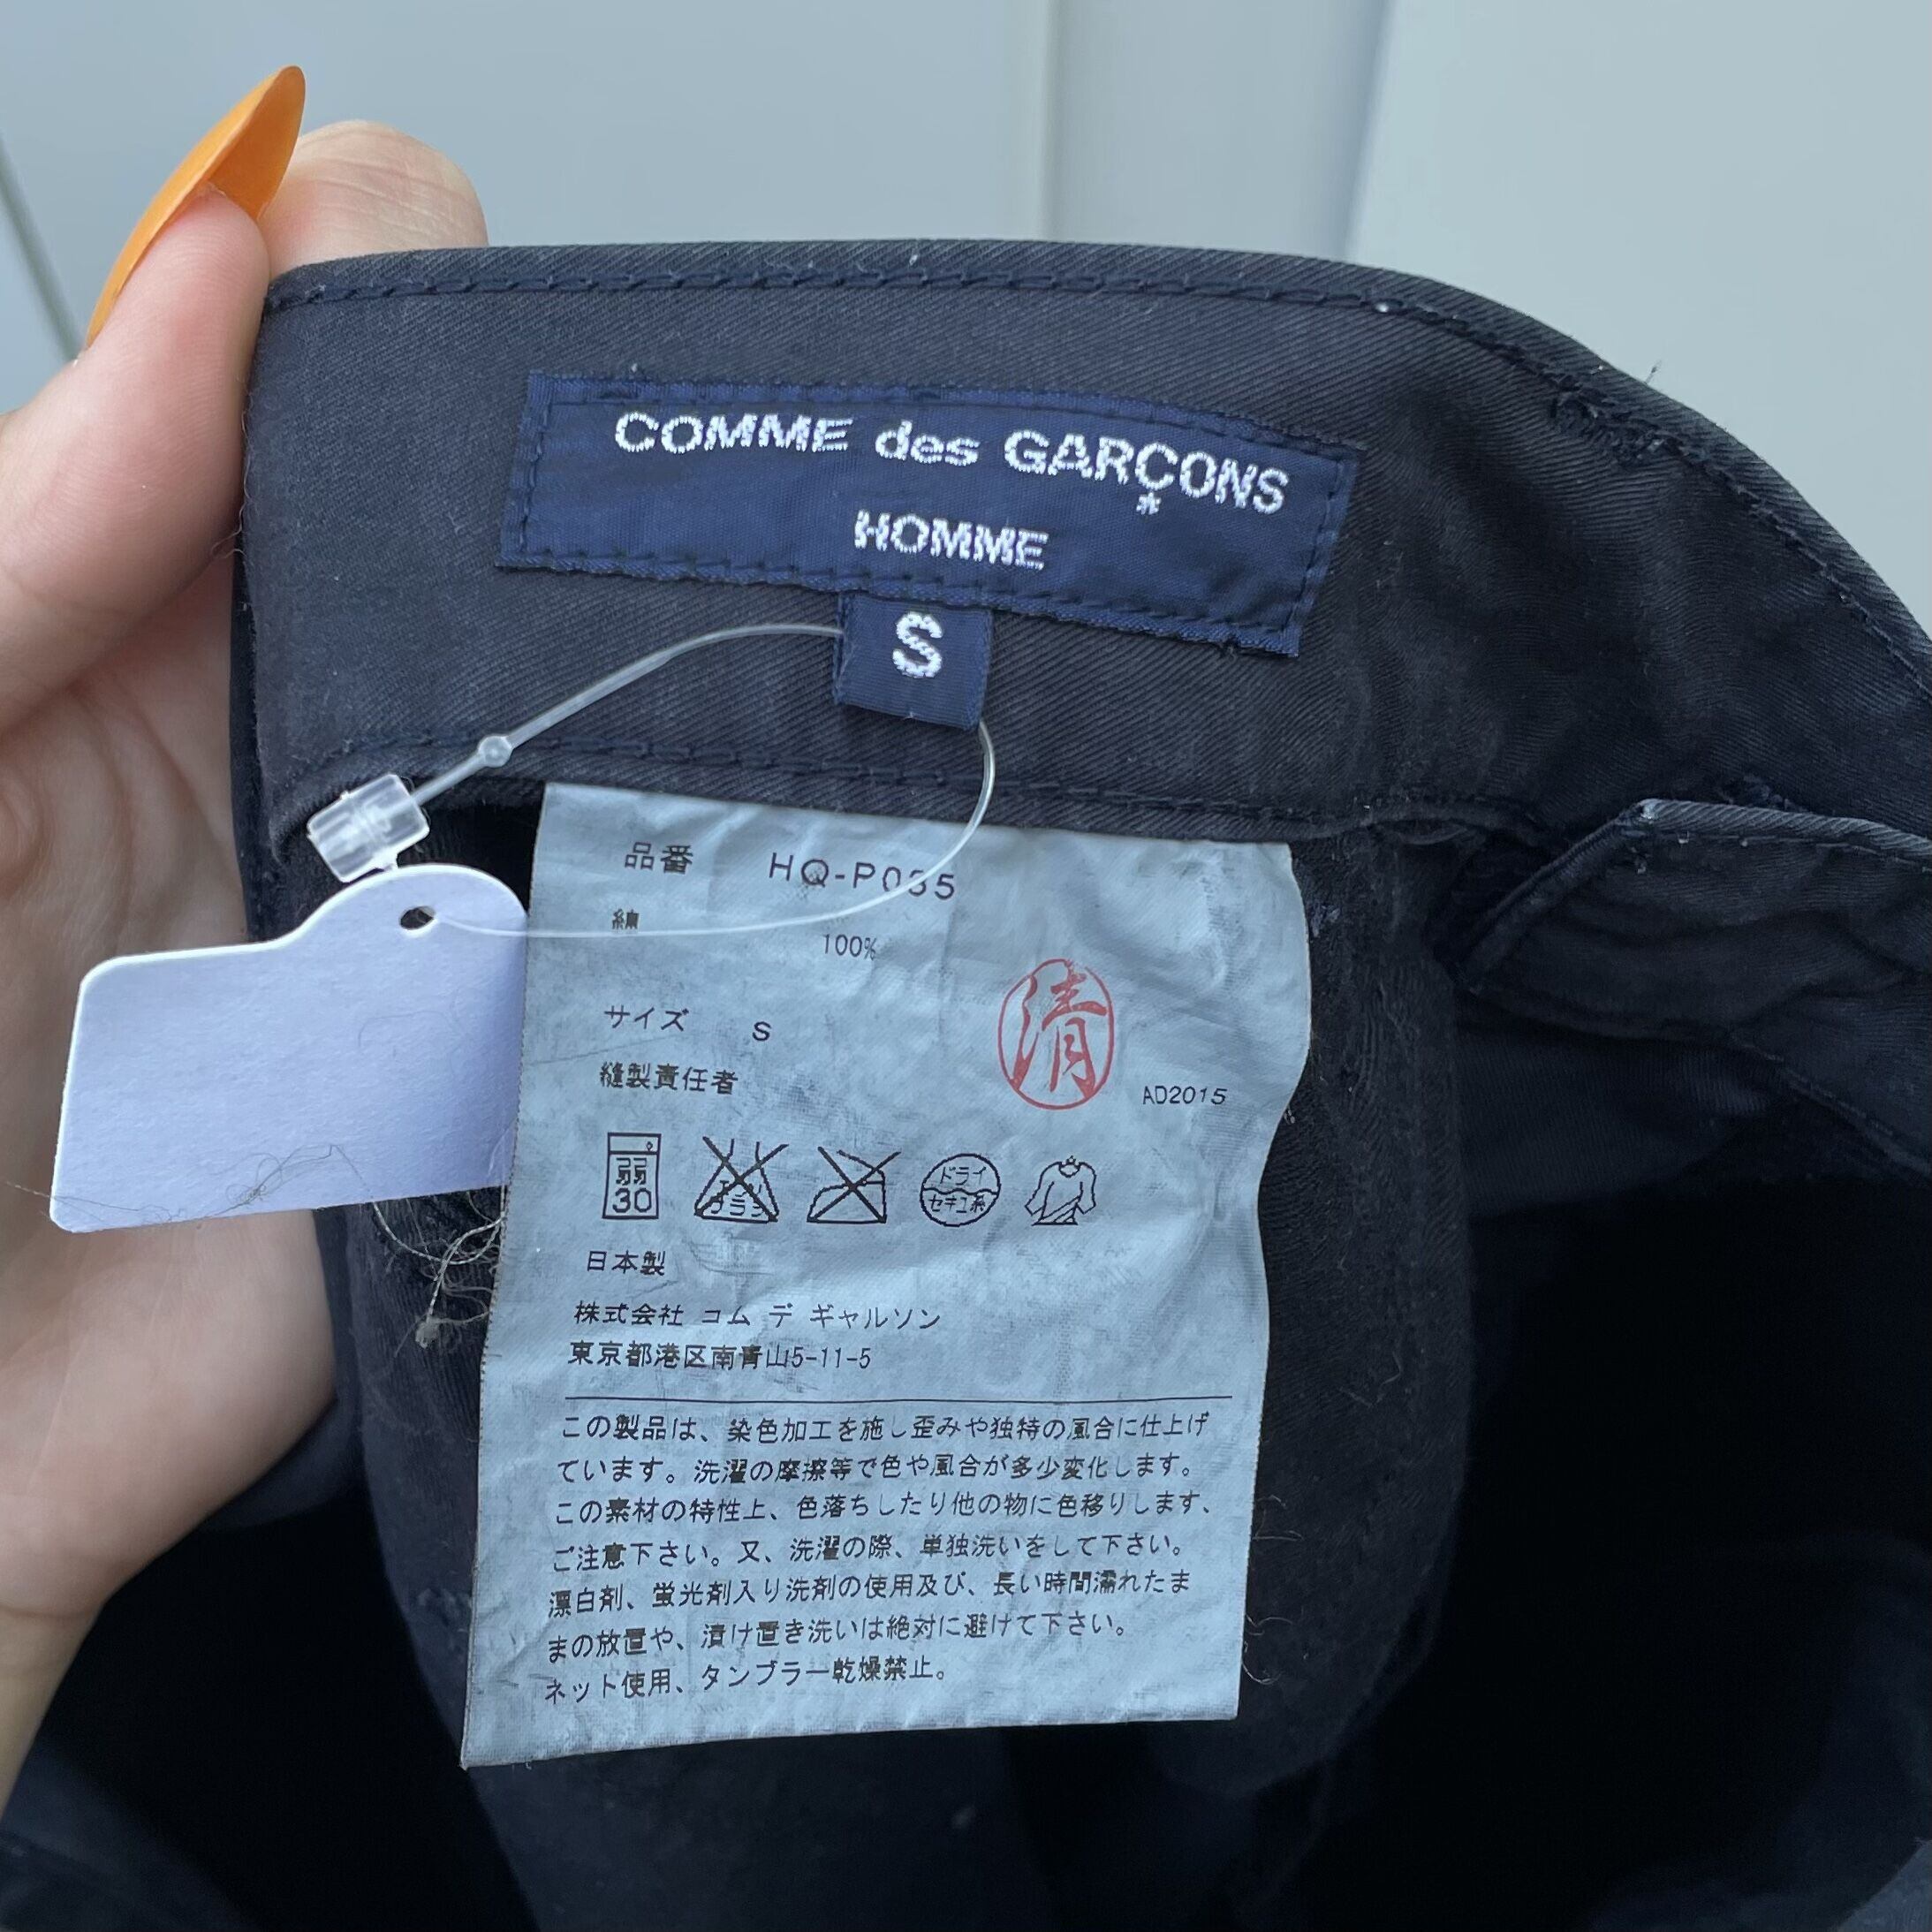 COMME des GARÇONS
HOMME
S
品番 HQ-P035
綿 100%
サイズ S
清
縫製責任者
AD2015
弱 30
エンソ サラシ
ドライ セキユ系
日本製
株式会社 コム デ ギャルソン
東京都港区南青山5-11-5
この製品は、染色加工を施し歪みや独特の風合に仕上げ
ています。洗濯の摩擦等で色や風合が多少変化します。
この素材の特性上、色落ちしたり他の物に色移りします、
ご注意下さい。又、洗濯の際、単独洗いをして下さい。
漂白剤、蛍光剤入り洗剤の使用及び、長い時間濡れたま
まの放置や、漬け置き洗いは絶対に避けて下さい。
ネット使用、タンブラー乾燥禁止。